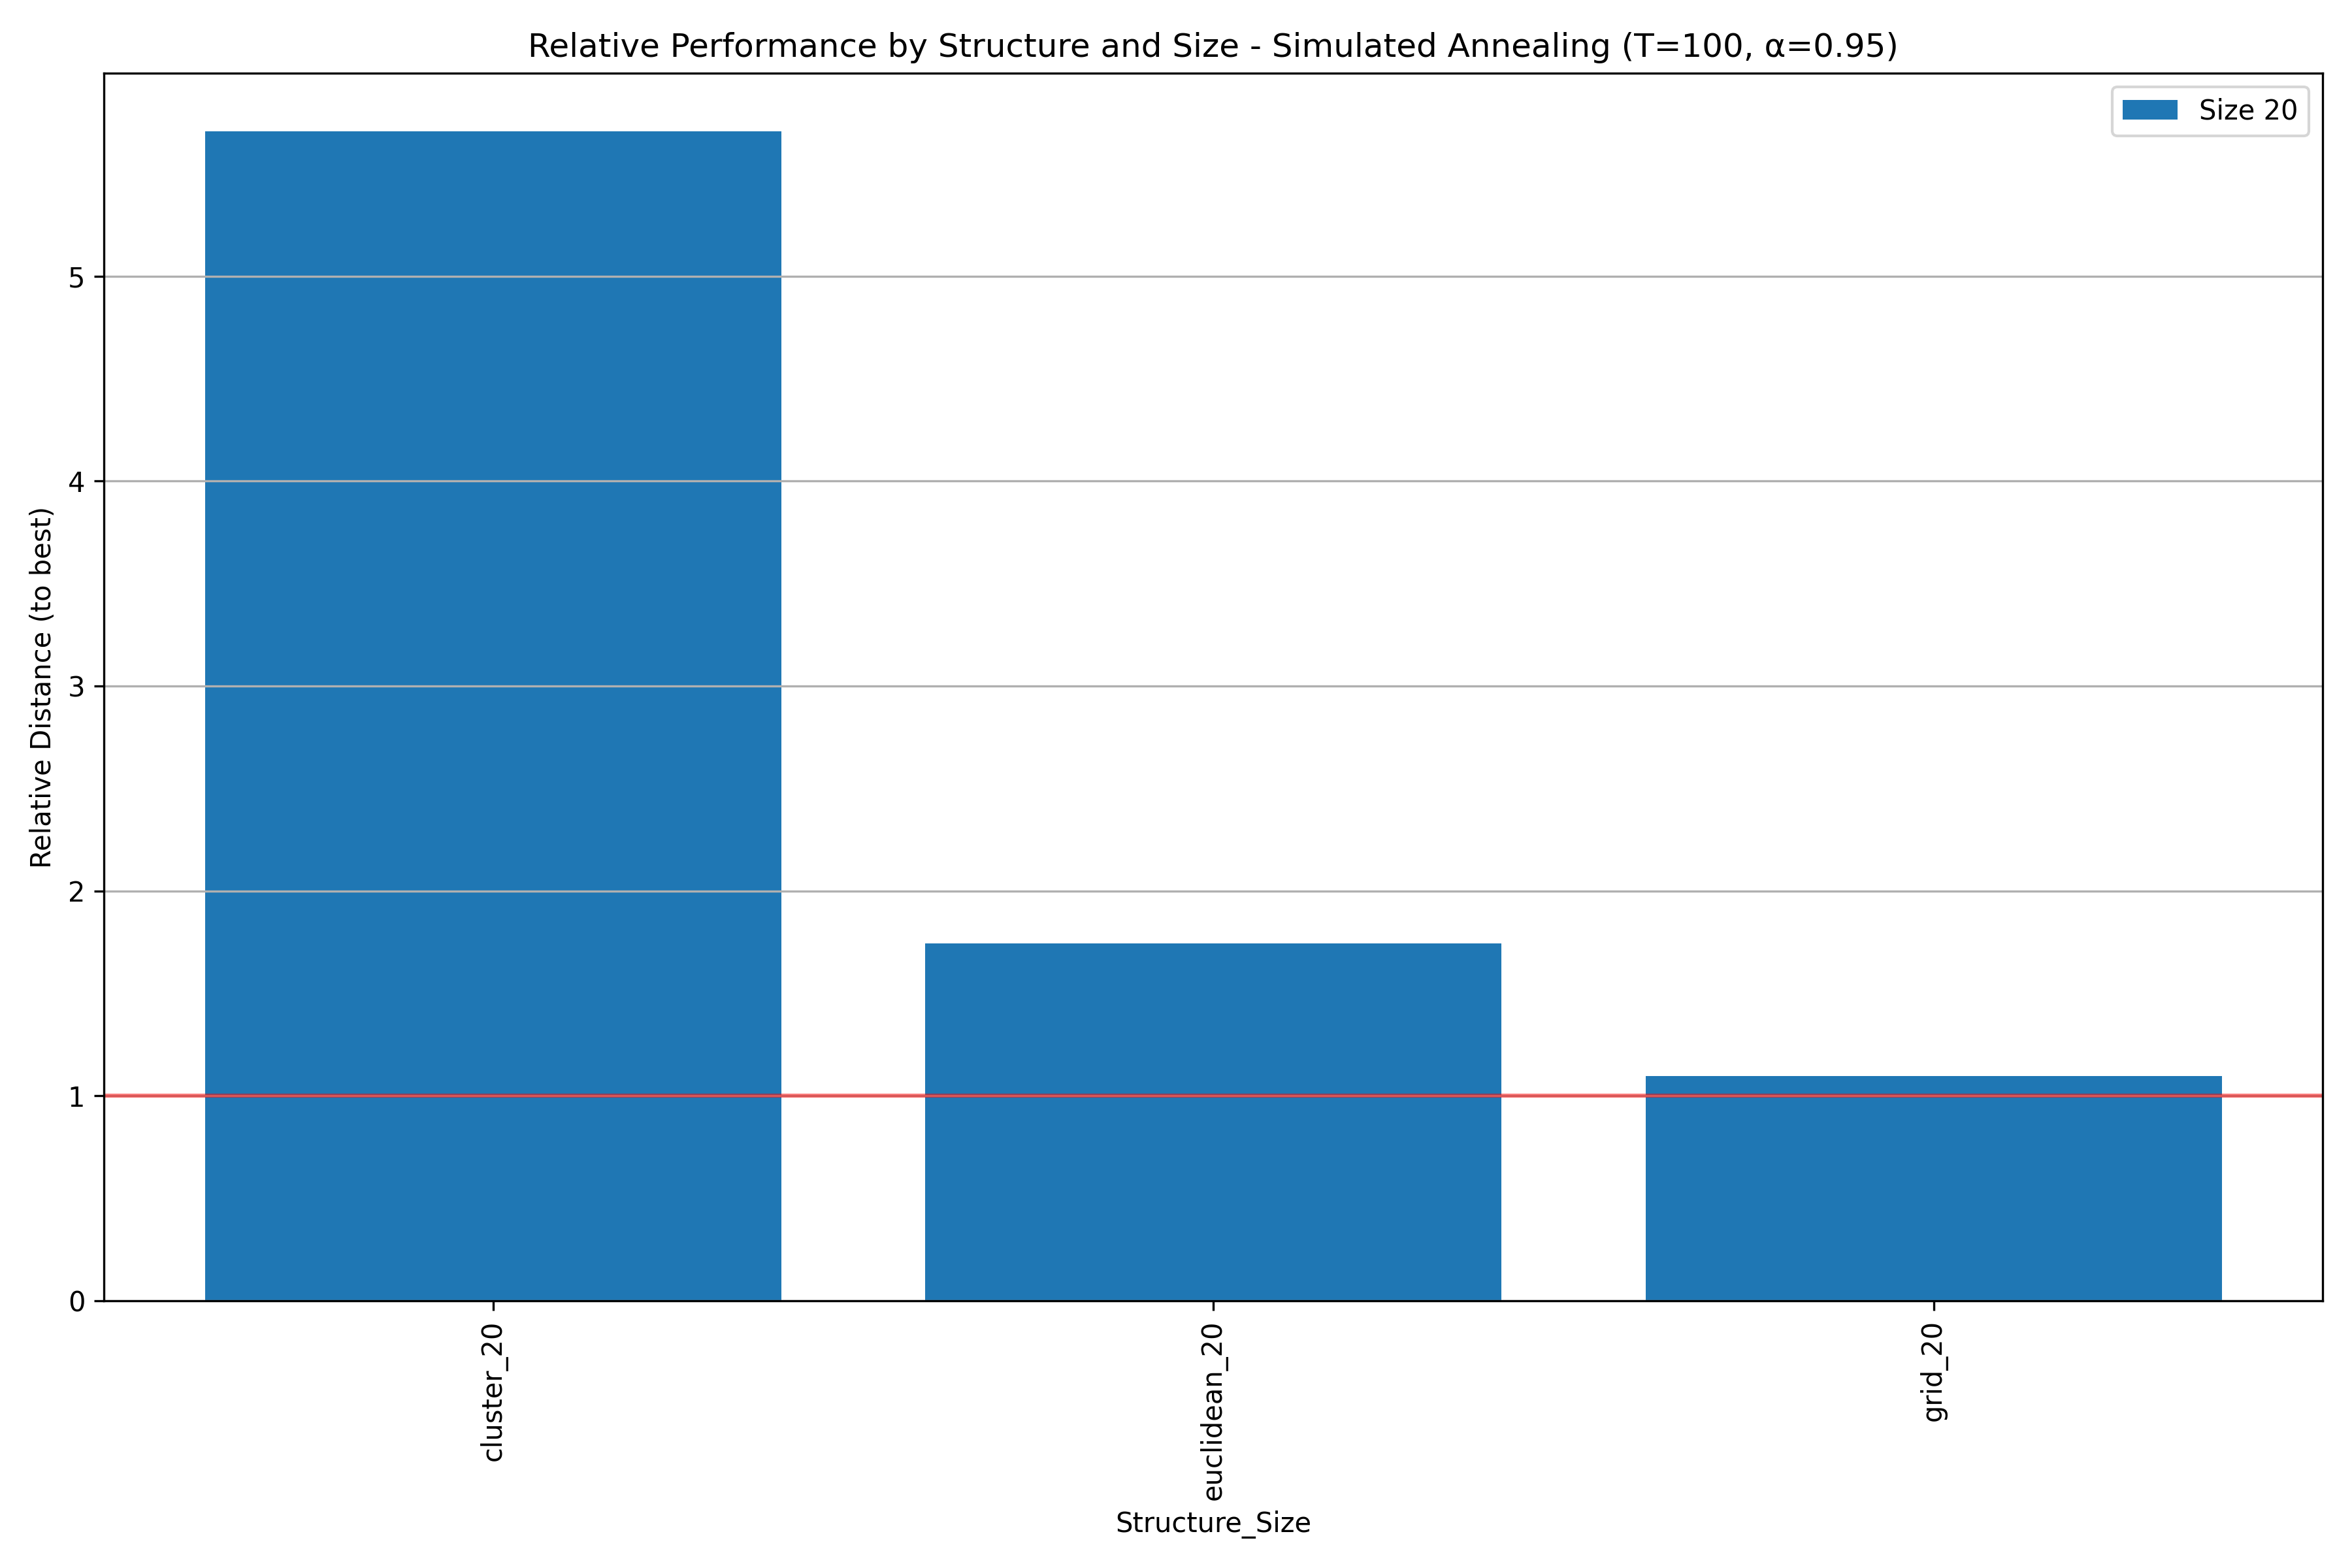 Relative Performance by Structure and Size - Simulated Annealing (T=100, α=0.95)
Size 20
Relative Distance (to best)
5
4
3
2
1
0
cluster_20
euclidean_20
grid_20
Structure_Size